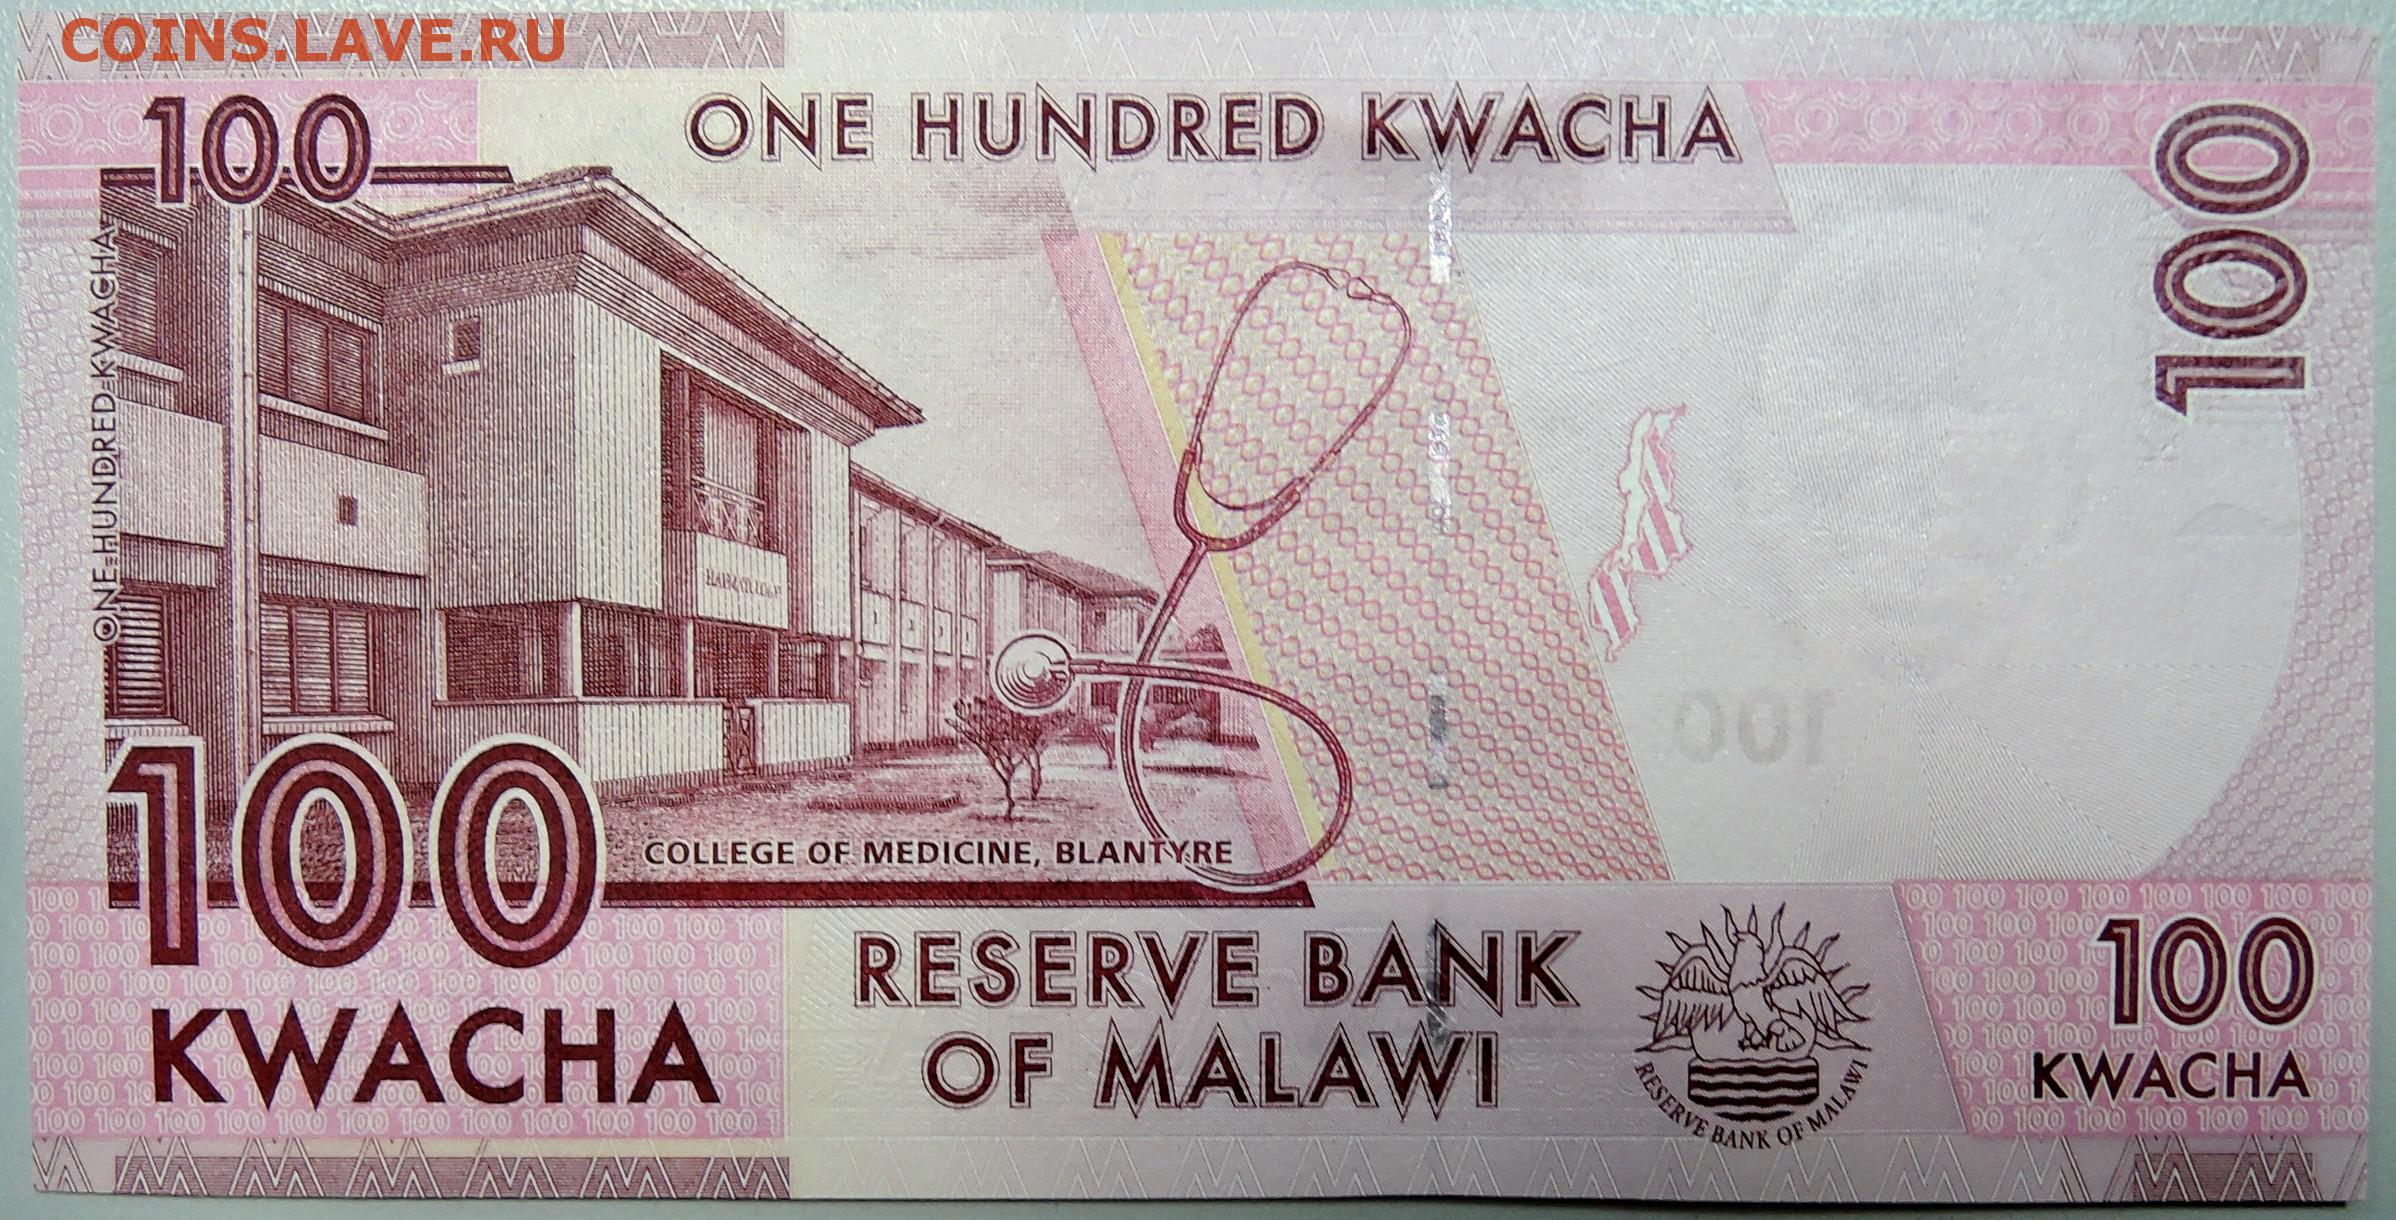 COINS.LAVE.RU
100
ONE HUNDRED KWACHA
100
ONE HUNDRED KWACHA
100
COLLEGE OF MEDICINE, BLANTYRE
100
KWACHA
RESERVE BANK
OF MALAWI
RESERVE BANK OF MALAWI
100
KWACHA